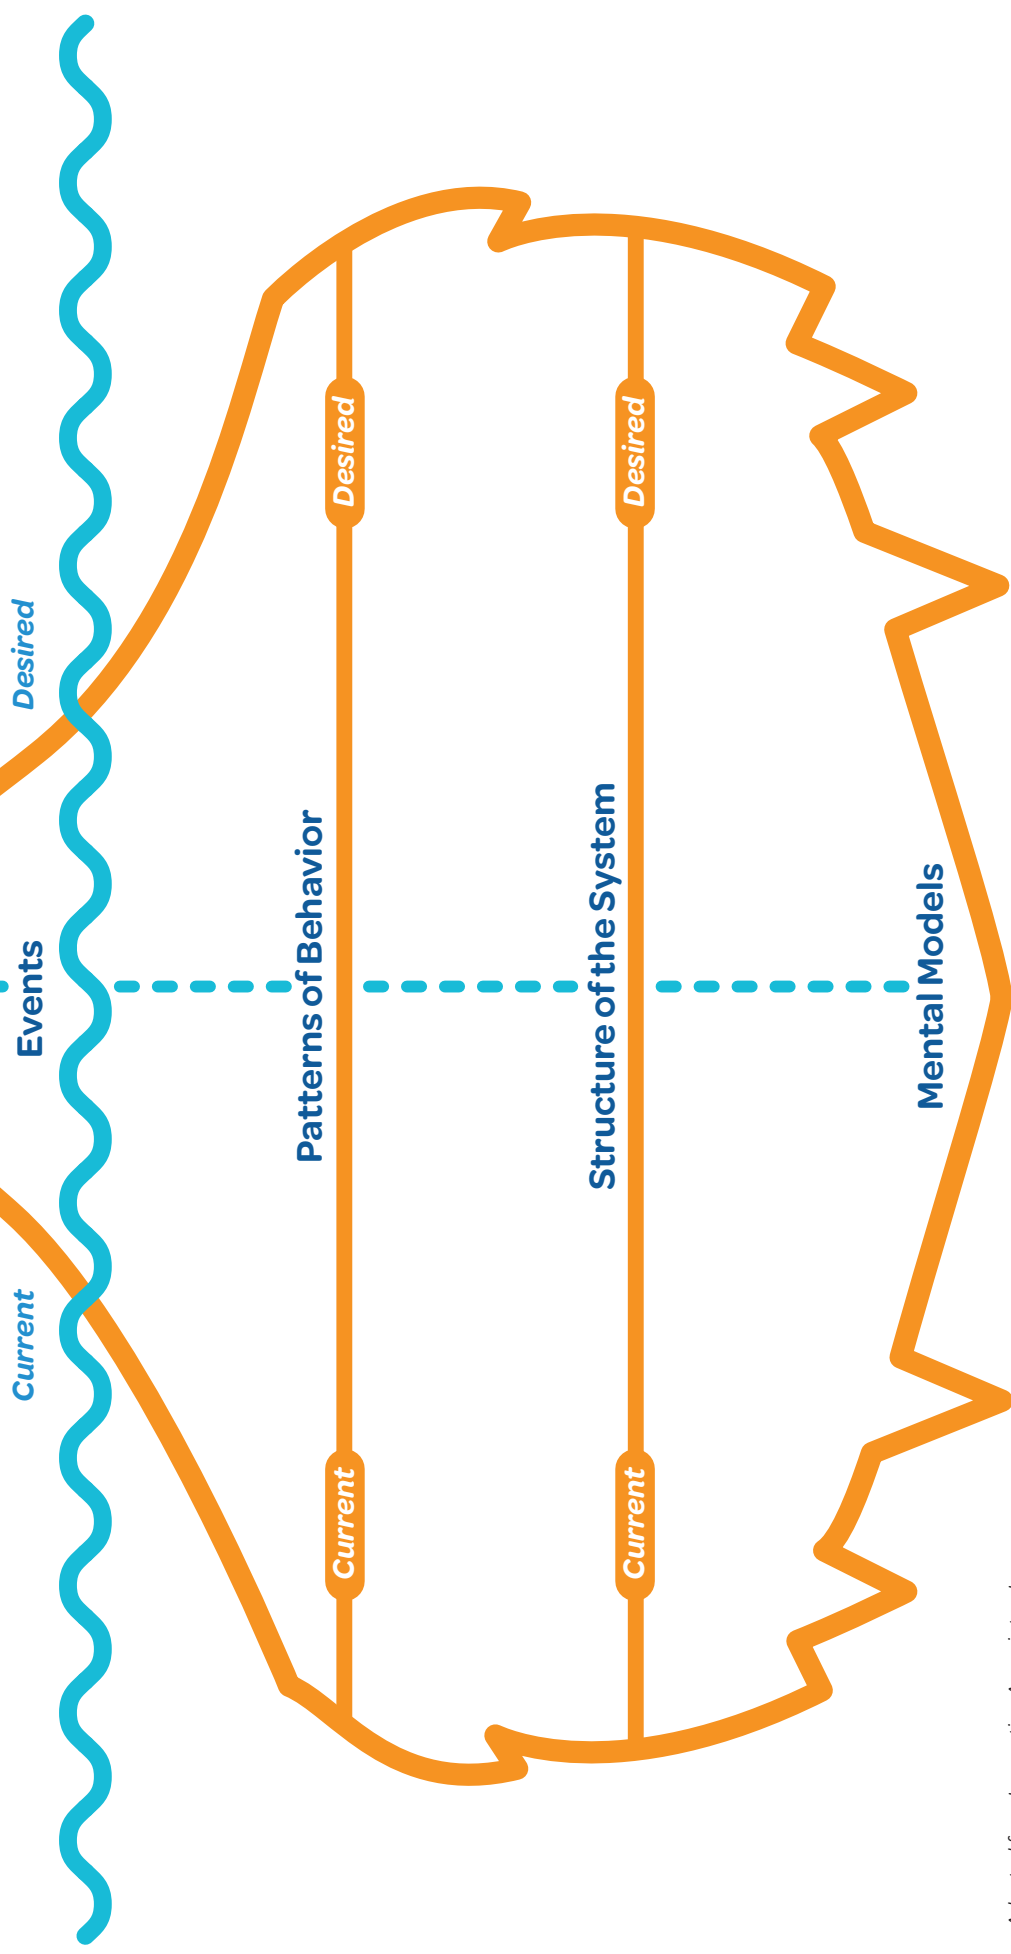 Current
Desired
Events
Patterns of Behavior
Current
Desired
Structure of the System
Current
Desired
Mental Models